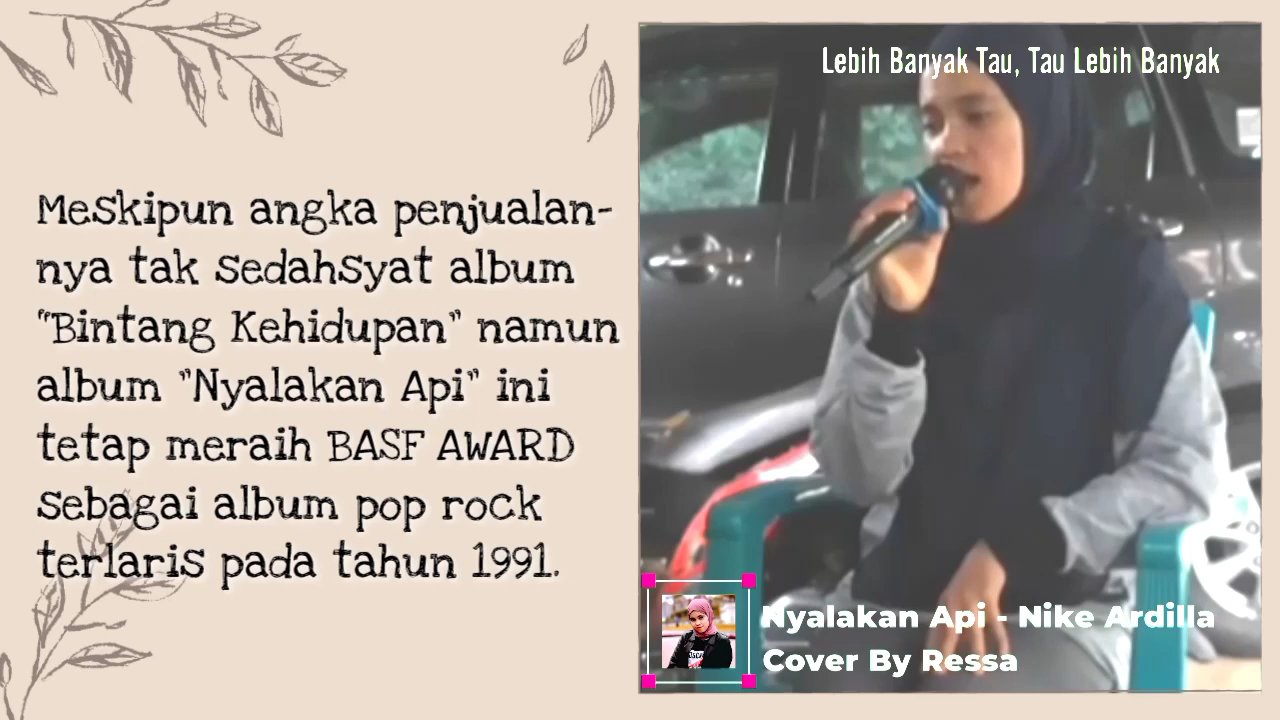 Lebih Banyak Tau, Tau Lebih Banyak
Meskipun angka penjualan-
nya tak sedahsyat album
"Bintang Kehidupan" namun
album "Nyalakan Api" ini
tetap meraih BASF AWARD
sebagai album pop rock
terlaris pada tahun 1991.
Nyalakan Api - Nike Ardilla
Cover By Ressa